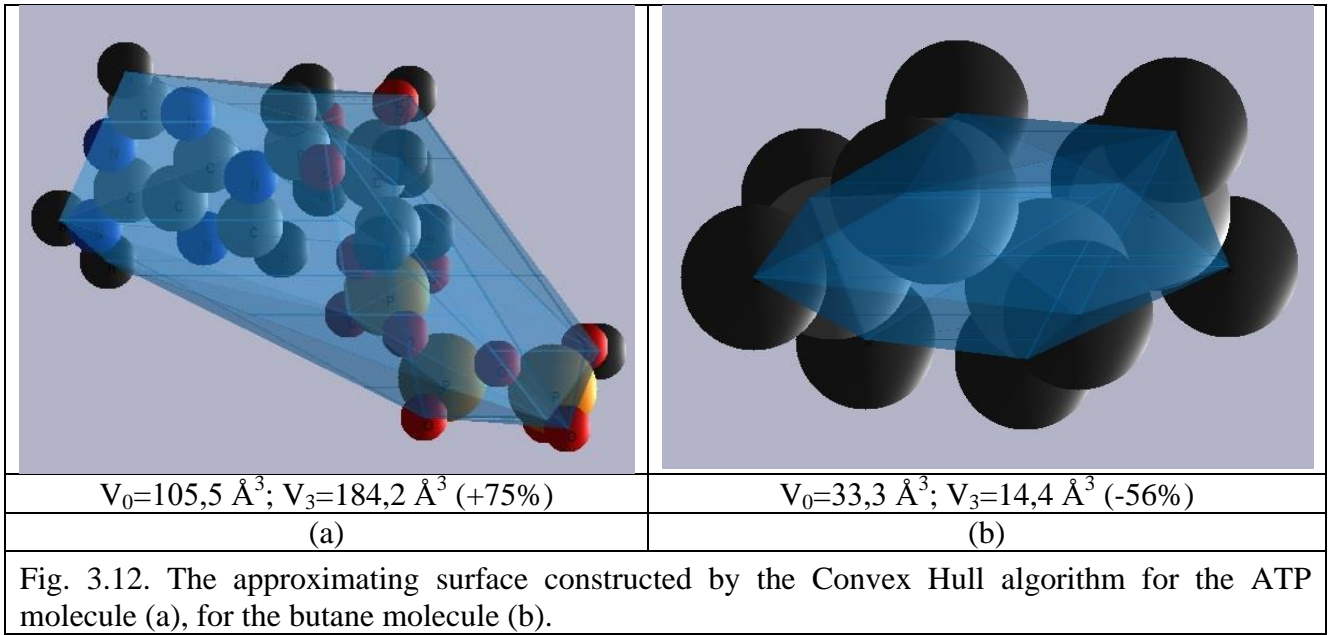 V₀=105,5 Å³; V₃=184,2 Å³ (+75%)
V₀=33,3 Å³; V₃=14,4 Å³ (-56%)
(a)
(b)
Fig. 3.12. The approximating surface constructed by the Convex Hull algorithm for the ATP
molecule (a), for the butane molecule (b).